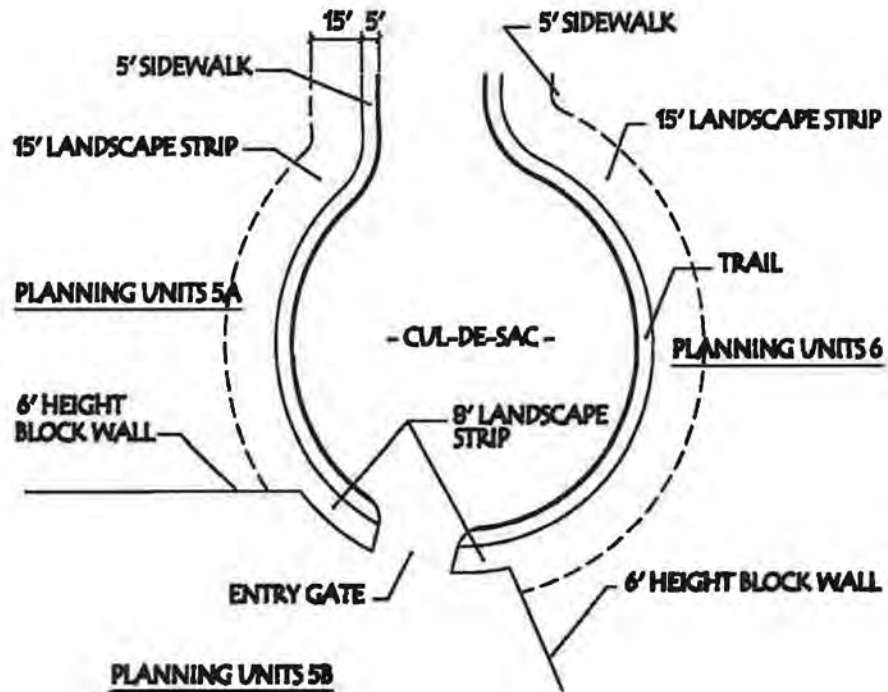 15' 5'
5' SIDEWALK
5' SIDEWALK
15' LANDSCAPE STRIP
15' LANDSCAPE STRIP
TRAIL
PLANNING UNITS 5A
- CUL-DE-SAC -
PLANNING UNITS 6
6' HEIGHT
BLOCK WALL
8' LANDSCAPE
STRIP
ENTRY GATE
6' HEIGHT BLOCK WALL
PLANNING UNITS 5B